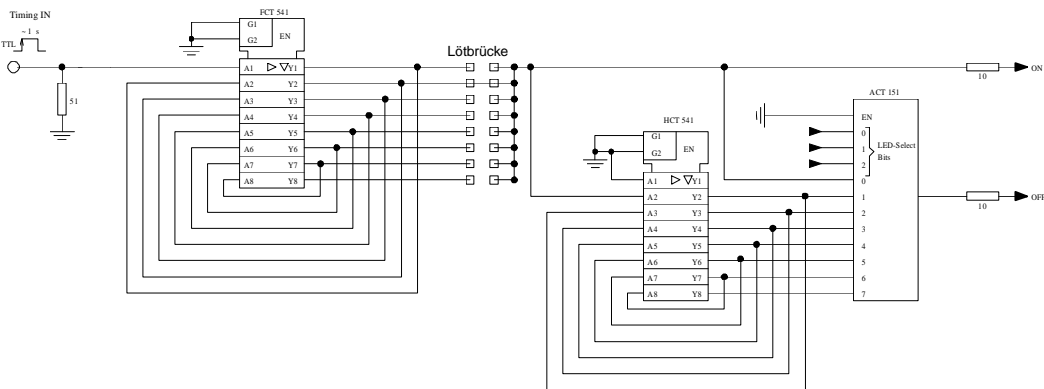 Timing IN
~1 s
TTL
51
FCT 541
G1
G2
EN
A1 Y1
A2 Y2
A3 Y3
A4 Y4
A5 Y5
A6 Y6
A7 Y7
A8 Y8
Lötbrücke
HCT 541
G1
G2
EN
A1 Y1
A2 Y2
A3 Y3
A4 Y4
A5 Y5
A6 Y6
A7 Y7
A8 Y8
ACT 151
EN
0
1
2
LED-Select
Bits
0
1
2
3
4
5
6
7
10
ON
10
OFF